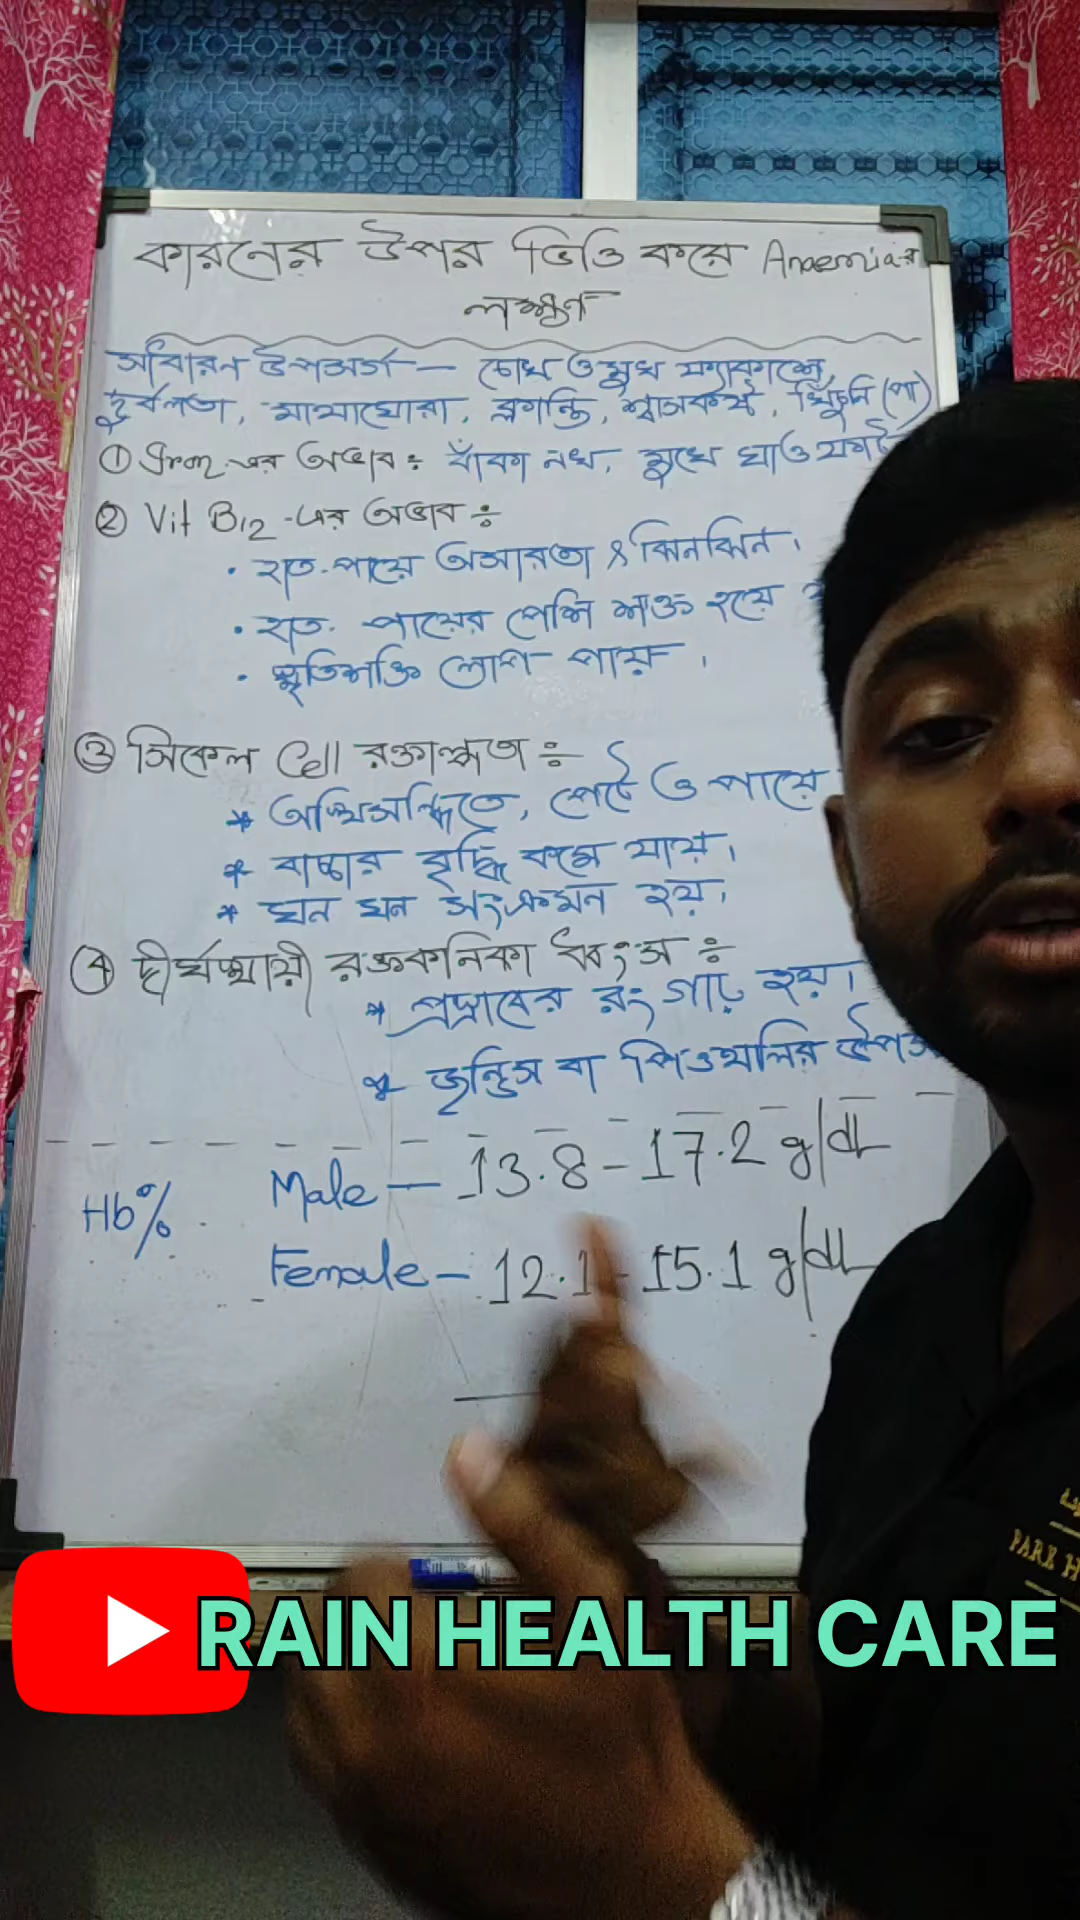 কারনের উপর ভিত্তি করে Anaemia-র
লক্ষণ
সাধারন উপসর্গ — চোখ ও মুখ ফ্যাকাশে,
দুর্বলতা, মাথাঘোরা, ক্লান্তি, শ্বাসকষ্ট, খিঁচুনি (পা)
① Iron-এর অভাব: বাঁকা নখ, মুখে ঘা ও
② Vit B12-এর অভাব ÷
• হাত-পায়ে অসারতা & ঝিনঝিন।
• হাত-পায়ের পেশি শক্ত হয়ে
• স্মৃতিশক্তি লোপ পায়।
③ সিকেল Cell রক্তাল্পতা ÷
* অস্থিসন্ধিতে, পেটে ও পায়ে
* বাচ্চার বৃদ্ধি কমে যায়।
* ঘন ঘন সংক্রমন হয়।
④ দীর্ঘস্থায়ী রক্তকনিকা ধ্বংস ÷
* প্রস্রাবের রং গাঢ় হয়।
* জন্ডিস বা পিত্তথলির
Hb% Male — 13.8 - 17.2 g/dL
Female - 12.1 - 15.1 g/dL
PARK
RAIN HEALTH CARE